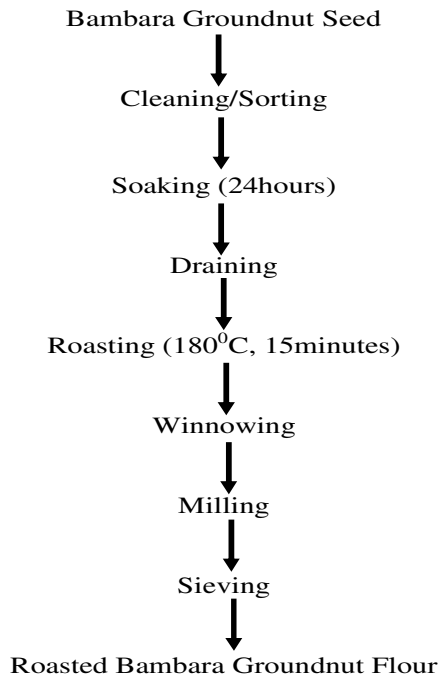 Bambara Groundnut Seed
Cleaning/Sorting
Soaking (24hours)
Draining
Roasting (180⁰C, 15minutes)
Winnowing
Milling
Sieving
Roasted Bambara Groundnut Flour